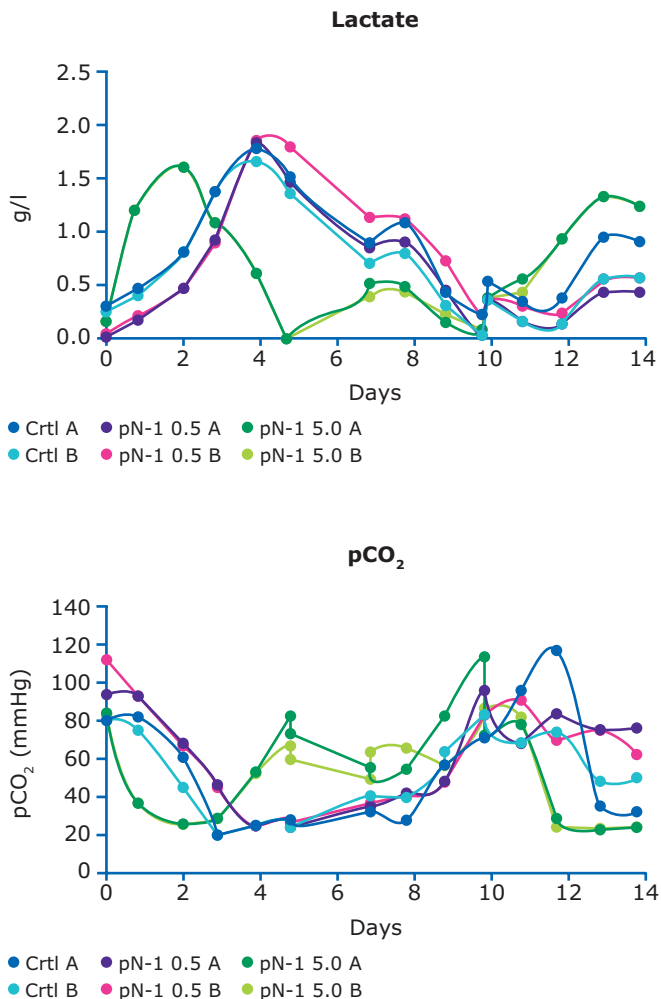 Lactate
2.5
2.0
1.5
1.0
0.5
0.0
g/l
0 2 4 6 8 10 12 14
Days
Crtl A pN-1 0.5 A pN-1 5.0 A
Crtl B pN-1 0.5 B pN-1 5.0 B
pCO₂
140
120
100
80
60
40
20
0
pCO₂ (mmHg)
0 2 4 6 8 10 12 14
Days
Crtl A pN-1 0.5 A pN-1 5.0 A
Crtl B pN-1 0.5 B pN-1 5.0 B